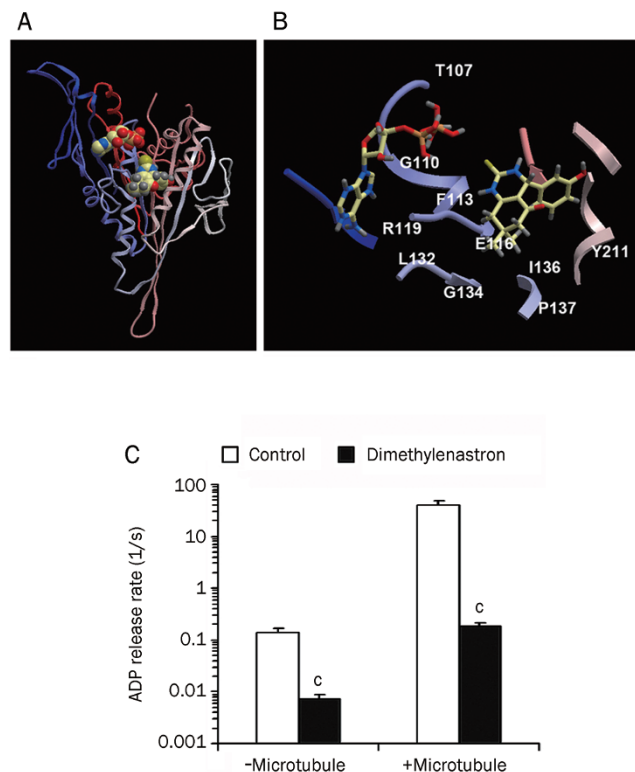 A
B
T107
G110
F113
R119
E116
L132
I136
Y211
G134
P137
C
Control
Dimethylenastron
ADP release rate (1/s)
100
10
1
0.1
0.01
0.001
c
c
-Microtubule
+Microtubule